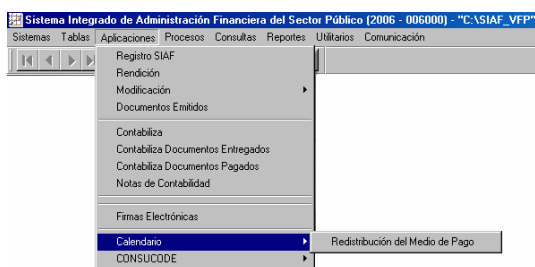 Sistema Integrado de Administración Financiera del Sector Público (2006 - 006000) - "C:\SIAF_VFP"
Sistemas Tablas Aplicaciones Procesos Consultas Reportes Utilitarios Comunicación
Registro SIAF
Rendición
Modificación
Documentos Emitidos
Contabiliza
Contabiliza Documentos Entregados
Contabiliza Documentos Pagados
Notas de Contabilidad
Firmas Electrónicas
Calendario Redistribución del Medio de Pago
CONSUCODE